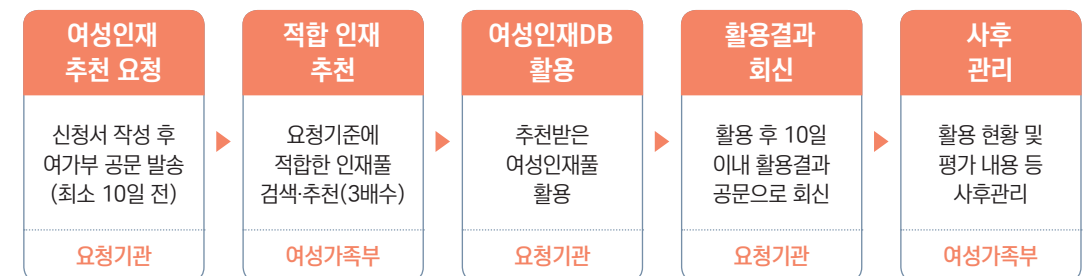 여성인재
추천 요청
신청서 작성 후
여가부 공문 발송
(최소 10일 전)
요청기관
적합 인재
추천
요청기준에
적합한 인재풀
검색·추천(3배수)
여성가족부
여성인재DB
활용
추천받은
여성인재풀
활용
요청기관
활용결과
회신
활용 후 10일
이내 활용결과
공문으로 회신
요청기관
사후
관리
활용 현황 및
평가 내용 등
사후관리
여성가족부